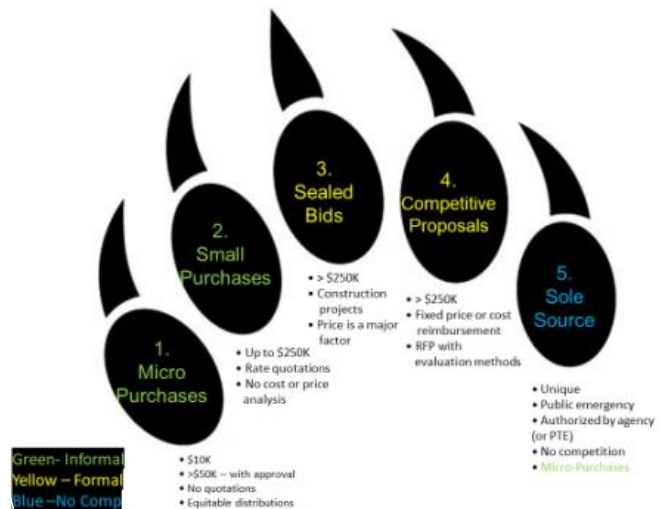 1.
Micro
Purchases
• $10K
• >$50K – with approval
• No quotations
• Equitable distributions
2.
Small
Purchases
• Up to $250K
• Rate quotations
• No cost or price
analysis
3.
Sealed
Bids
• > $250K
• Construction
projects
• Price is a major
factor
4.
Competitive
Proposals
• > $250K
• Fixed price or cost
reimbursement
• RFP with
evaluation methods
5.
Sole
Source
• Unique
• Public emergency
• Authorized by agency
(or PTE)
• No competition
• Micro-Purchases
Green- Informal
Yellow – Formal
Blue –No Comp